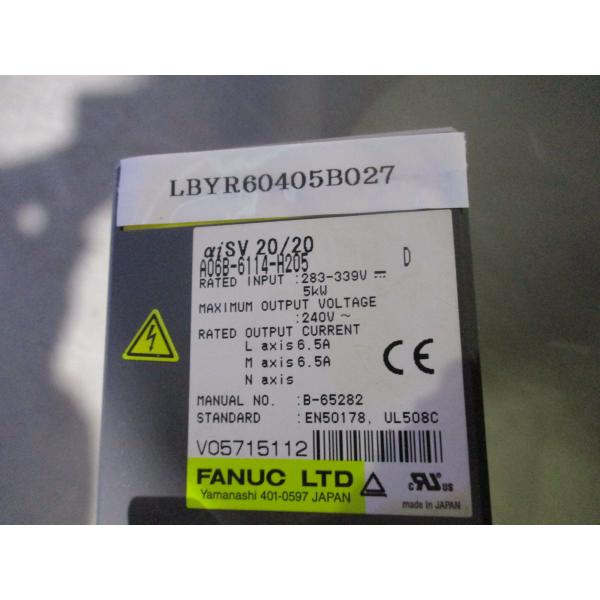 LBYR60405B027
αiSV 20/20
A06B-6114-H205 D
RATED INPUT :283-339V ⎓
5kW
MAXIMUM OUTPUT VOLTAGE
:240V ~
RATED OUTPUT CURRENT
L axis 6.5A
M axis 6.5A
N axis
MANUAL NO. :B-65282
STANDARD :EN50178, UL508C
V05715112
FANUC LTD
Yamanashi 401-0597 JAPAN
CE
c RU US
MADE IN JAPAN